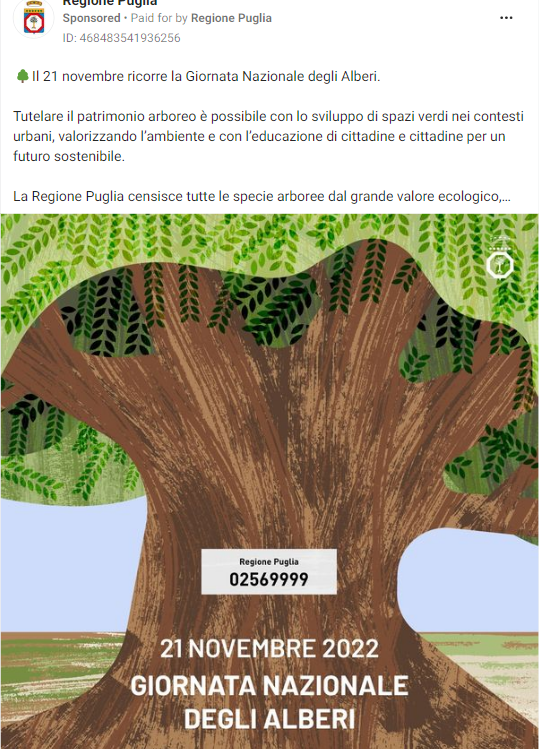 Regione Puglia
Sponsored • Paid for by Regione Puglia
ID: 468483541936256
Il 21 novembre ricorre la Giornata Nazionale degli Alberi.
Tutelare il patrimonio arboreo è possibile con lo sviluppo di spazi verdi nei contesti
urbani, valorizzando l’ambiente e con l’educazione di cittadine e cittadine per un
futuro sostenibile.
La Regione Puglia censisce tutte le specie arboree dal grande valore ecologico,...
Regione Puglia
02569999
21 NOVEMBRE 2022
GIORNATA NAZIONALE
DEGLI ALBERI